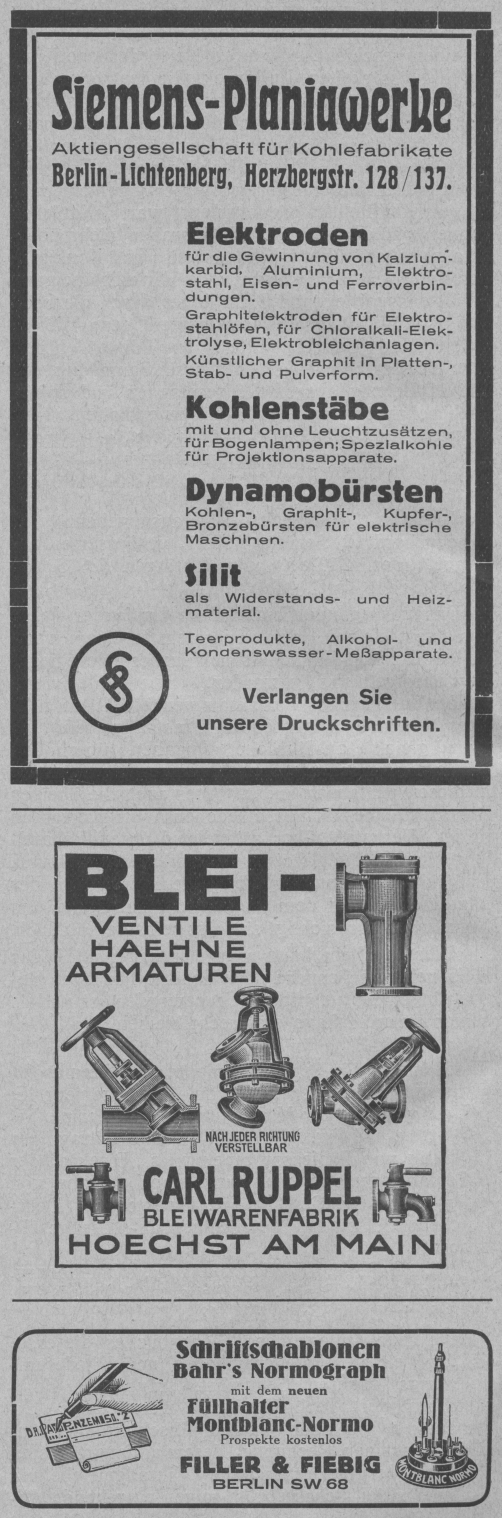 Siemens-Planiawerke
Aktiengesellschaft für Kohlefabrikate
Berlin-Lichtenberg, Herzbergstr. 128/137.
Elektroden
für die Gewinnung von Kalzium-
karbid, Aluminium, Elektro-
stahl, Eisen- und Ferroverbin-
dungen.
Graphitelektroden für Elektro-
stahlöfen, für Chloralkali-Elek-
trolyse, Elektrobleichanlagen.
Künstlicher Graphit in Platten-,
Stab- und Pulverform.
Kohlenstäbe
mit und ohne Leuchtzusätzen,
für Bogenlampen; Spezialkohle
für Projektionsapparate.
Dynamobürsten
Kohlen-, Graphit-, Kupfer-,
Bronzebürsten für elektrische
Maschinen.
Silit
als Widerstands- und Heiz-
material.
Teerprodukte, Alkohol- und
Kondenswasser-Meßapparate.
Verlangen Sie
unsere Druckschriften.
BLEI-
VENTILE
HAEHNE
ARMATUREN
NACH JEDER RICHTUNG
VERSTELLBAR
CARL RUPPEL
BLEIWARENFABRIK
HOECHST AM MAIN
Schriftschablonen
Bahr's Normograph
mit dem neuen
Füllhalter
Montblanc-Normo
Prospekte kostenlos
FILLER & FIEBIG
BERLIN SW 68
MONTBLANC NORMO